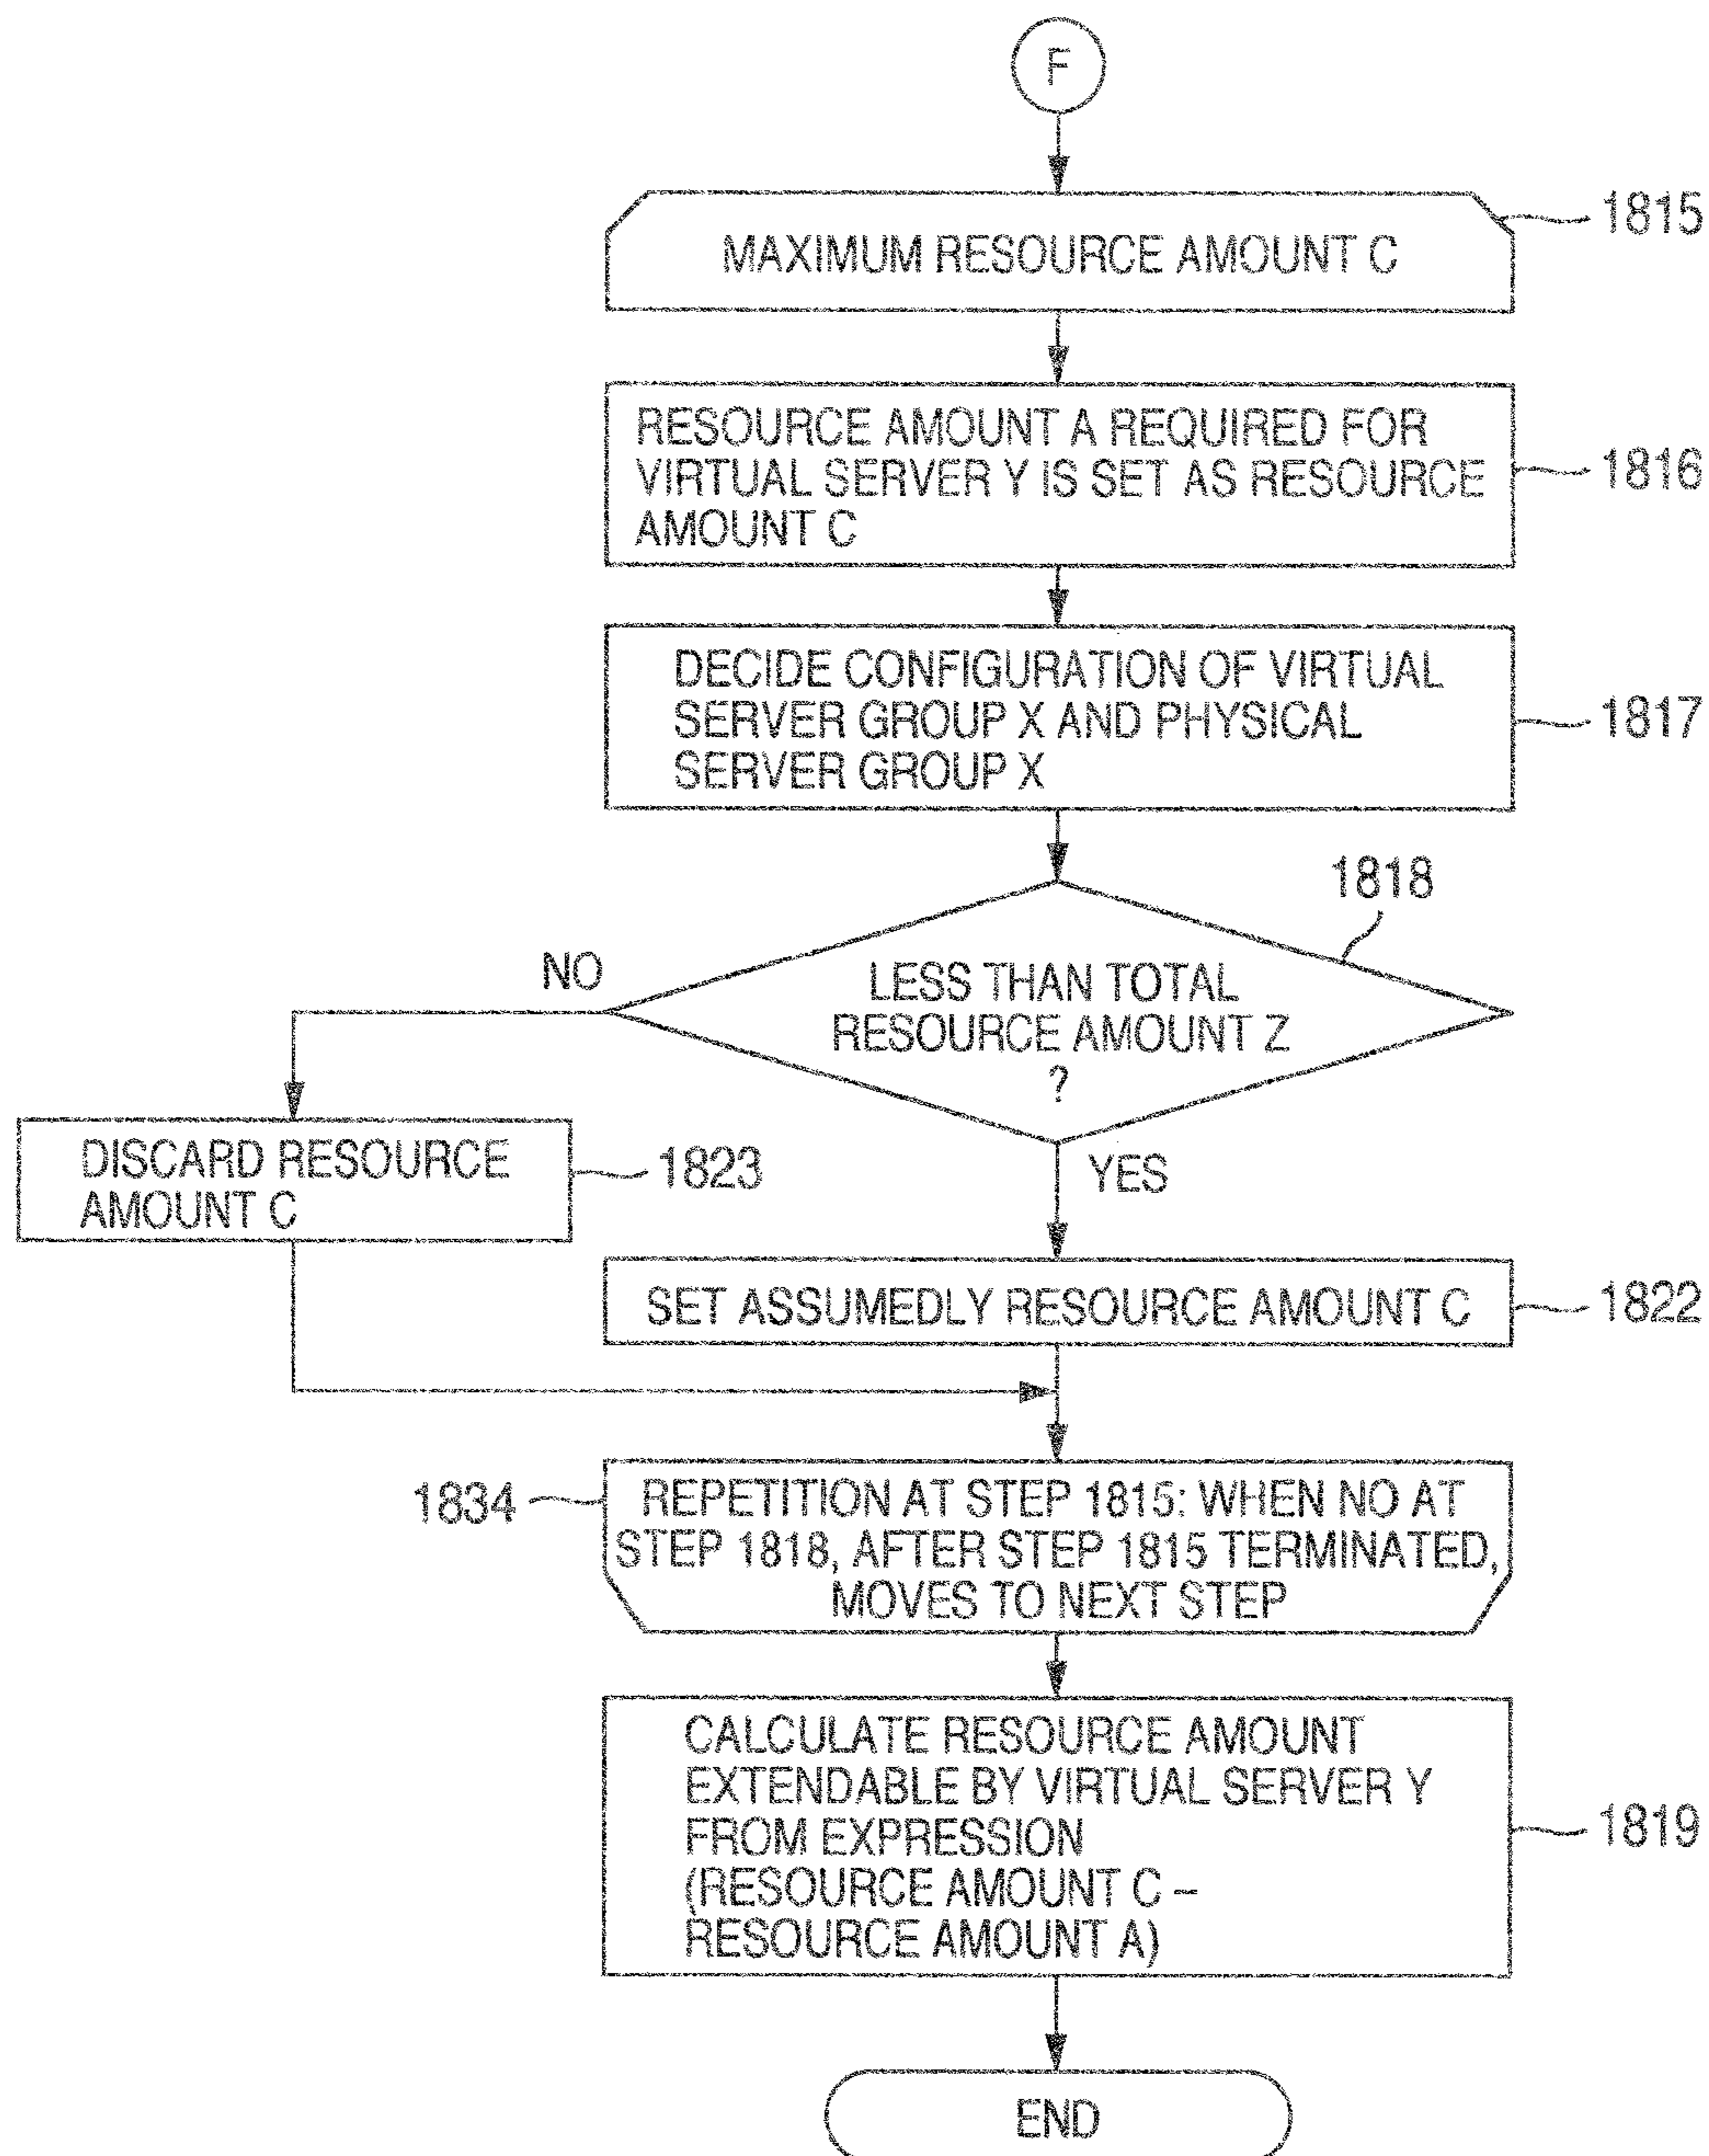 F
MAXIMUM RESOURCE AMOUNT C
1815
RESOURCE AMOUNT A REQUIRED FOR
VIRTUAL SERVER Y IS SET AS RESOURCE
AMOUNT C
1816
DECIDE CONFIGURATION OF VIRTUAL
SERVER GROUP X AND PHYSICAL
SERVER GROUP X
1817
1818
NO
LESS THAN TOTAL
RESOURCE AMOUNT Z
?
YES
DISCARD RESOURCE
AMOUNT C
1823
SET ASSUMEDLY RESOURCE AMOUNT C
1822
1834
REPETITION AT STEP 1815: WHEN NO AT
STEP 1818, AFTER STEP 1815 TERMINATED,
MOVES TO NEXT STEP
CALCULATE RESOURCE AMOUNT
EXTENDABLE BY VIRTUAL SERVER Y
FROM EXPRESSION
(RESOURCE AMOUNT C –
RESOURCE AMOUNT A)
1819
END